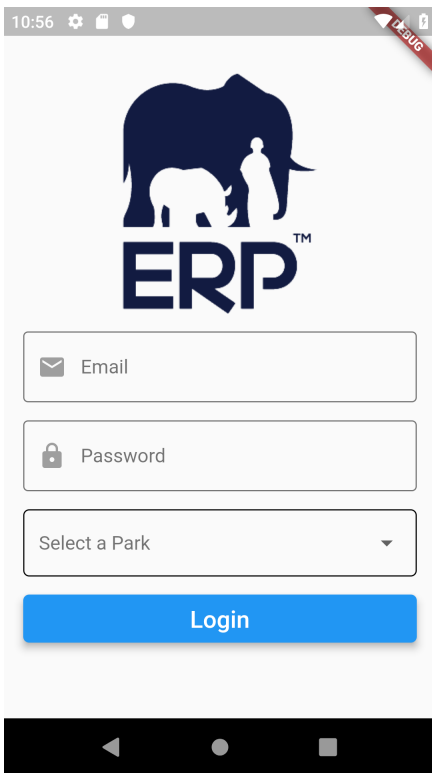 10:56
DEBUG
ERP™
Email
Password
Select a Park
Login